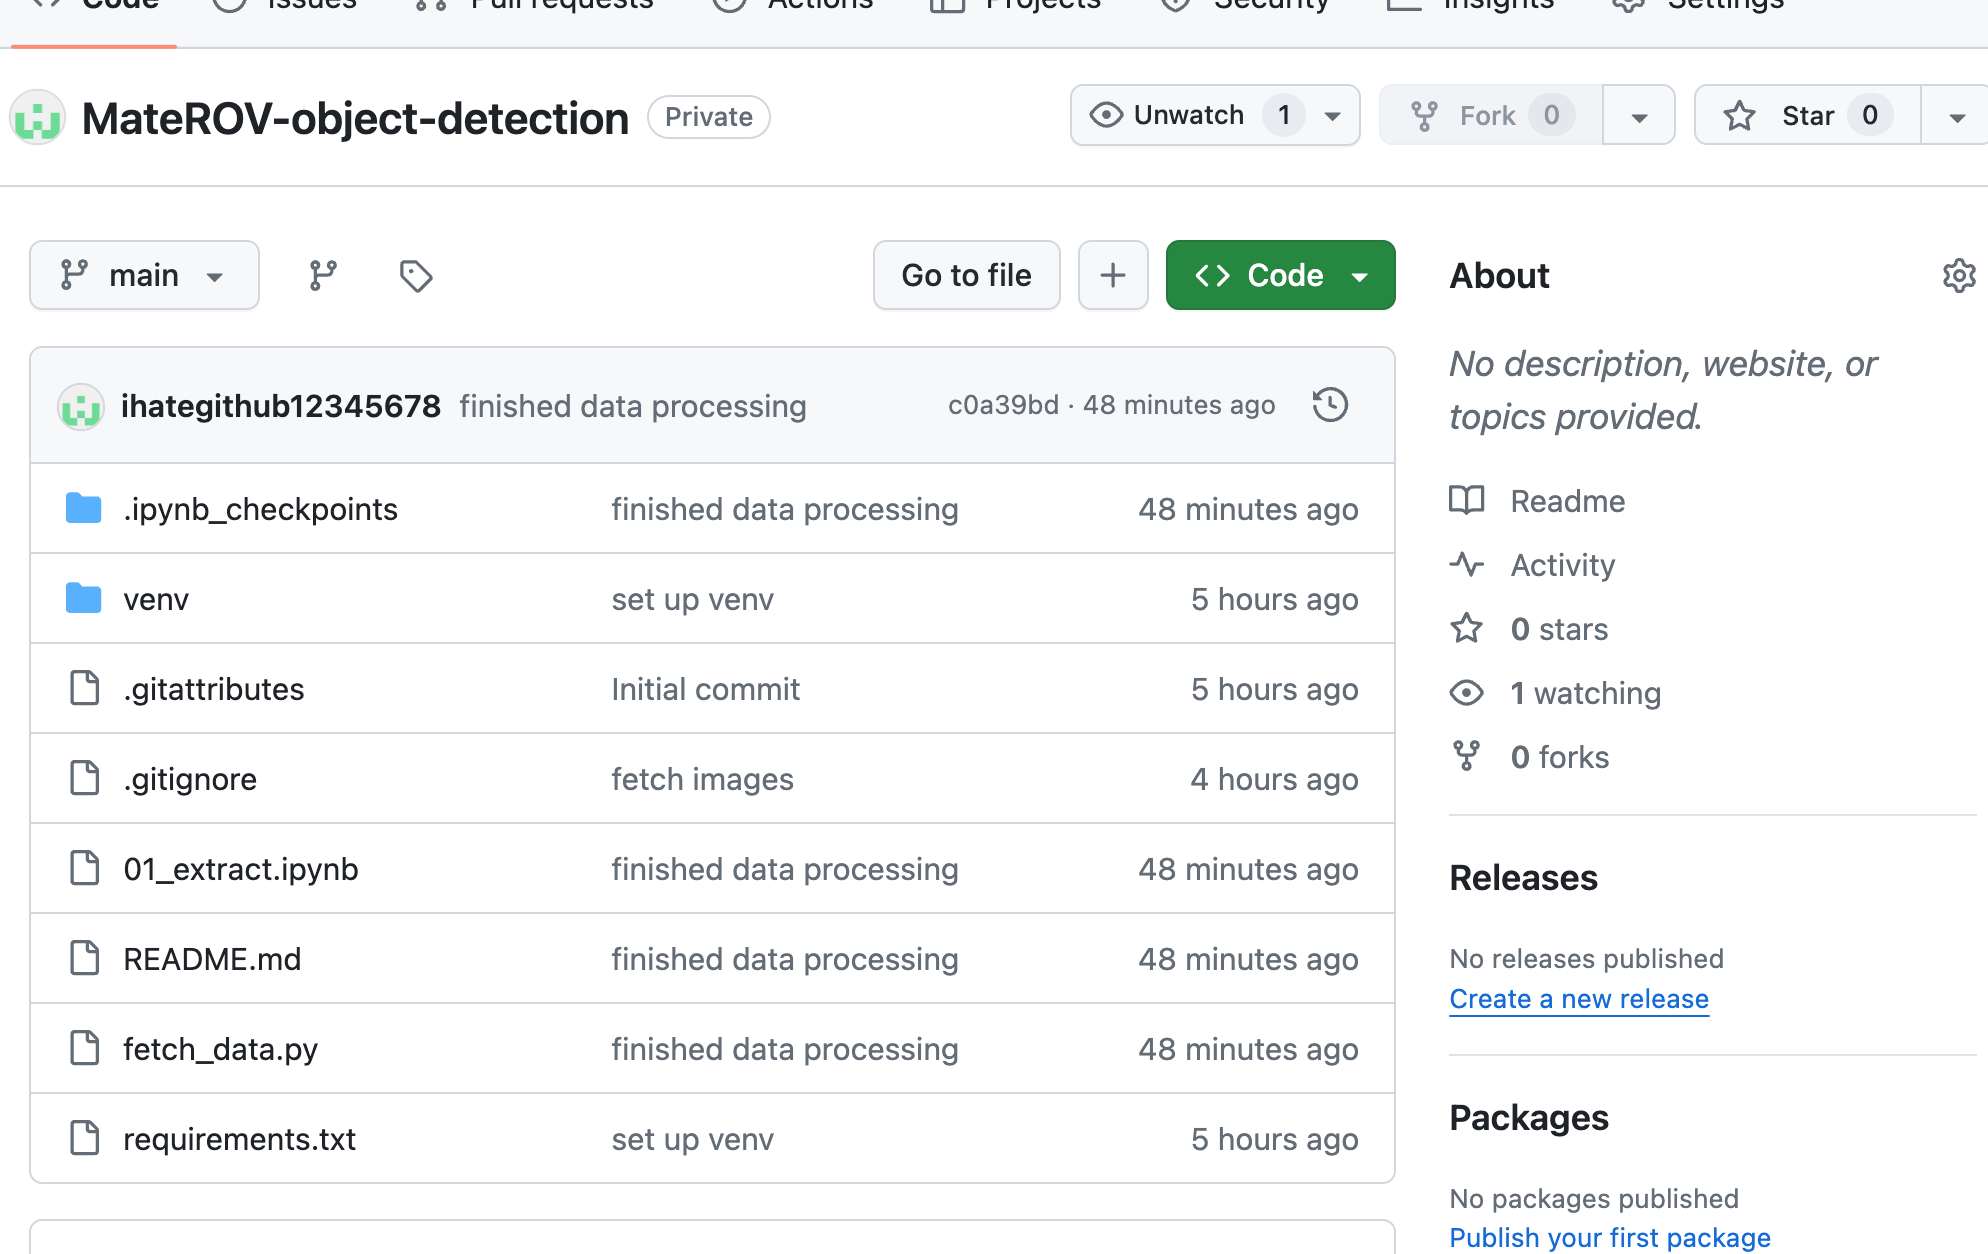 Code Issues Pull requests Actions Projects Security Insights Settings
MateROV-object-detection Private Unwatch 1 Fork 0 Star 0
main Go to file + Code About
No description, website, or
topics provided.
ihategithub12345678 finished data processing c0a39bd · 48 minutes ago
.ipynb_checkpoints finished data processing 48 minutes ago
Readme
venv set up venv 5 hours ago
Activity
.gitattributes Initial commit 5 hours ago
0 stars
.gitignore fetch images 4 hours ago
1 watching
01_extract.ipynb finished data processing 48 minutes ago
0 forks
README.md finished data processing 48 minutes ago
Releases
No releases published
Create a new release
fetch_data.py finished data processing 48 minutes ago
requirements.txt set up venv 5 hours ago
Packages
No packages published
Publish your first package